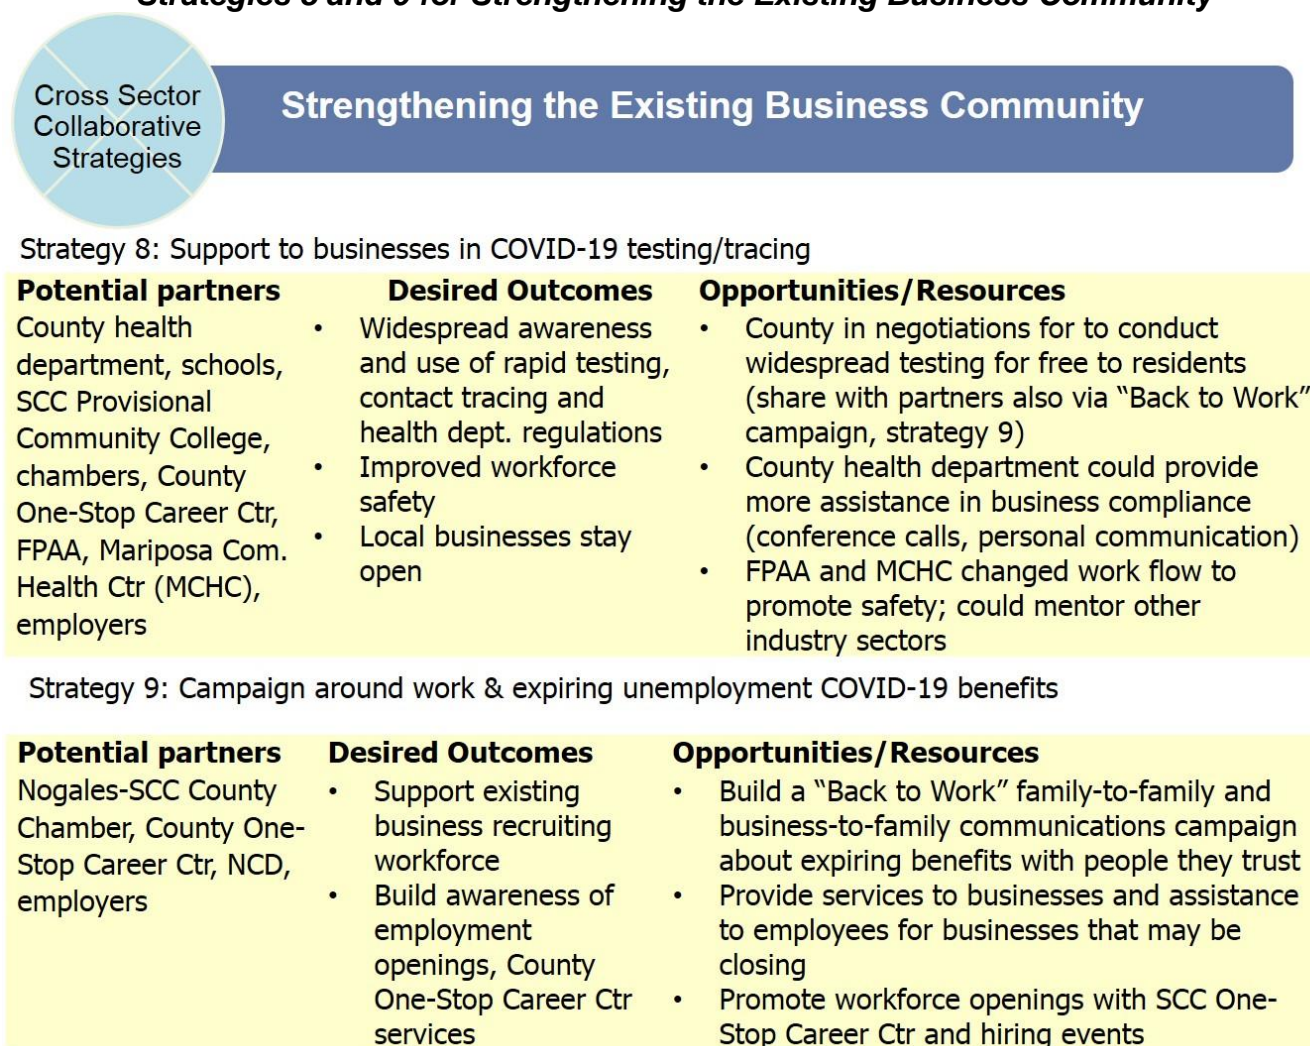 Strategies 8 and 9 for Strengthening the Existing Business Community
Cross Sector
Collaborative
Strategies
Strengthening the Existing Business Community
Strategy 8: Support to businesses in COVID-19 testing/tracing
Potential partners
County health
department, schools,
SCC Provisional
Community College,
chambers, County
One-Stop Career Ctr,
FPAA, Mariposa Com.
Health Ctr (MCHC),
employers
Desired Outcomes
• Widespread awareness
and use of rapid testing,
contact tracing and
health dept. regulations
• Improved workforce
safety
• Local businesses stay
open
Opportunities/Resources
• County in negotiations for to conduct
widespread testing for free to residents
(share with partners also via “Back to Work”
campaign, strategy 9)
• County health department could provide
more assistance in business compliance
(conference calls, personal communication)
• FPAA and MCHC changed work flow to
promote safety; could mentor other
industry sectors
Strategy 9: Campaign around work & expiring unemployment COVID-19 benefits
Potential partners
Nogales-SCC County
Chamber, County One-
Stop Career Ctr, NCD,
employers
Desired Outcomes
• Support existing
business recruiting
workforce
• Build awareness of
employment
openings, County
One-Stop Career Ctr
services
Opportunities/Resources
• Build a “Back to Work” family-to-family and
business-to-family communications campaign
about expiring benefits with people they trust
• Provide services to businesses and assistance
to employees for businesses that may be
closing
• Promote workforce openings with SCC One-
Stop Career Ctr and hiring events